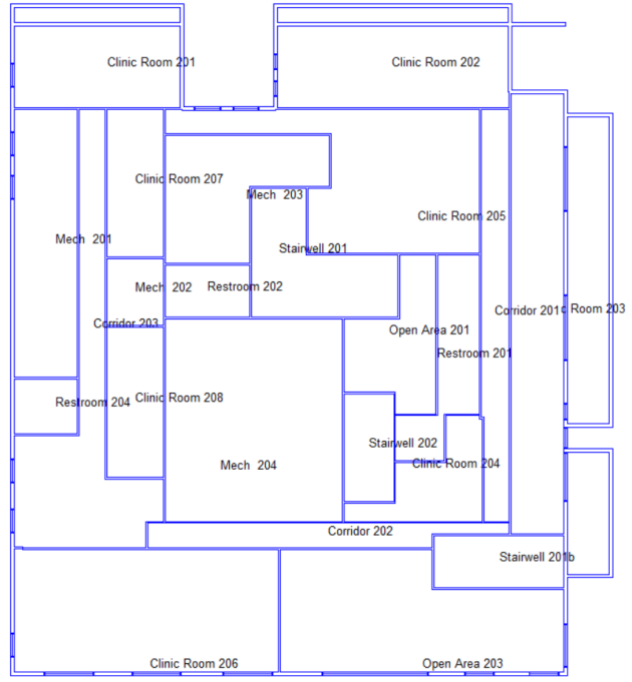 Clinic Room 201
Clinic Room 202
Clinic Room 207
Mech 203
Clinic Room 205
Mech 201
Stairwell 201
Mech 202
Restroom 202
Corridor 201
c Room 203
Corridor 203
Open Area 201
Restroom 201
Clinic Room 208
Restroom 204
Stairwell 202
Mech 204
Clinic Room 204
Corridor 202
Stairwell 201b
Clinic Room 206
Open Area 203